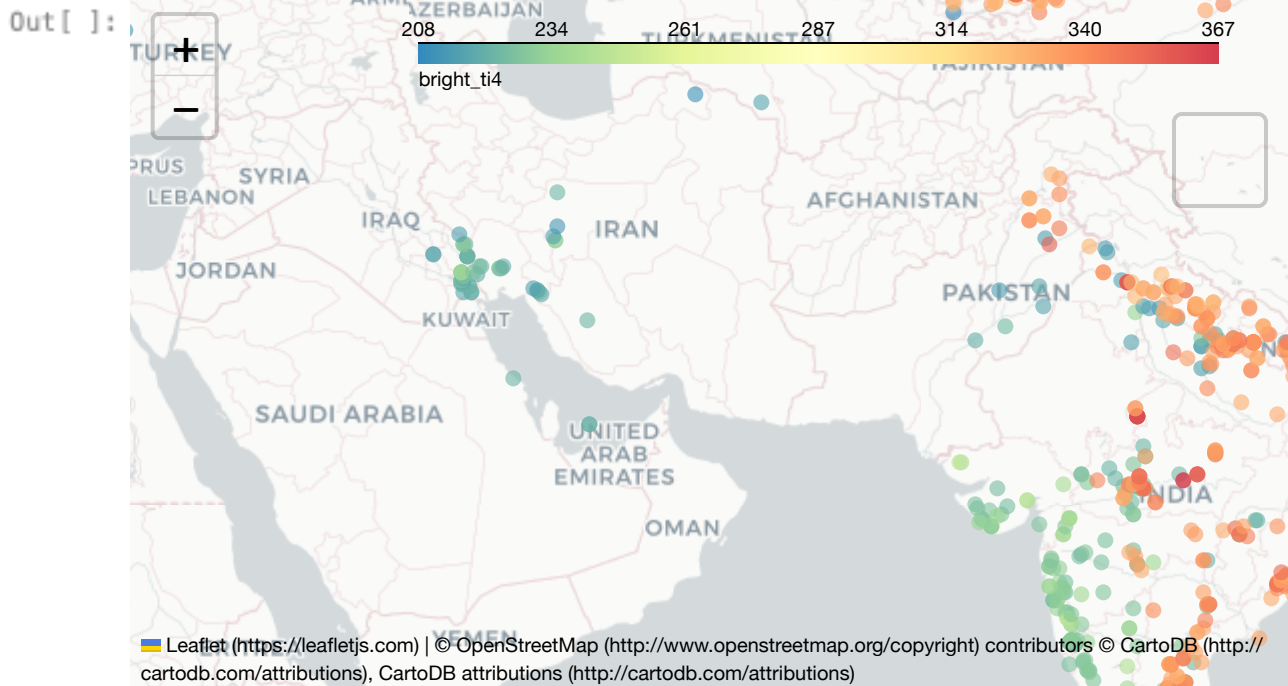 Out[ ]:
AZERBAIJAN
208 234 261 287 314 340 367
TURKEY
+
TURKMENISTAN
TAJIKISTAN
bright_ti4
−
PRUS
SYRIA
LEBANON
AFGHANISTAN
IRAQ
IRAN
JORDAN
PAKISTAN
KUWAIT
SAUDI ARABIA
UNITED
ARAB
EMIRATES
INDIA
OMAN
YEMEN
ERITREA
Leaflet (https://leafletjs.com) | © OpenStreetMap (http://www.openstreetmap.org/copyright) contributors © CartoDB (http://
cartodb.com/attributions), CartoDB attributions (http://cartodb.com/attributions)